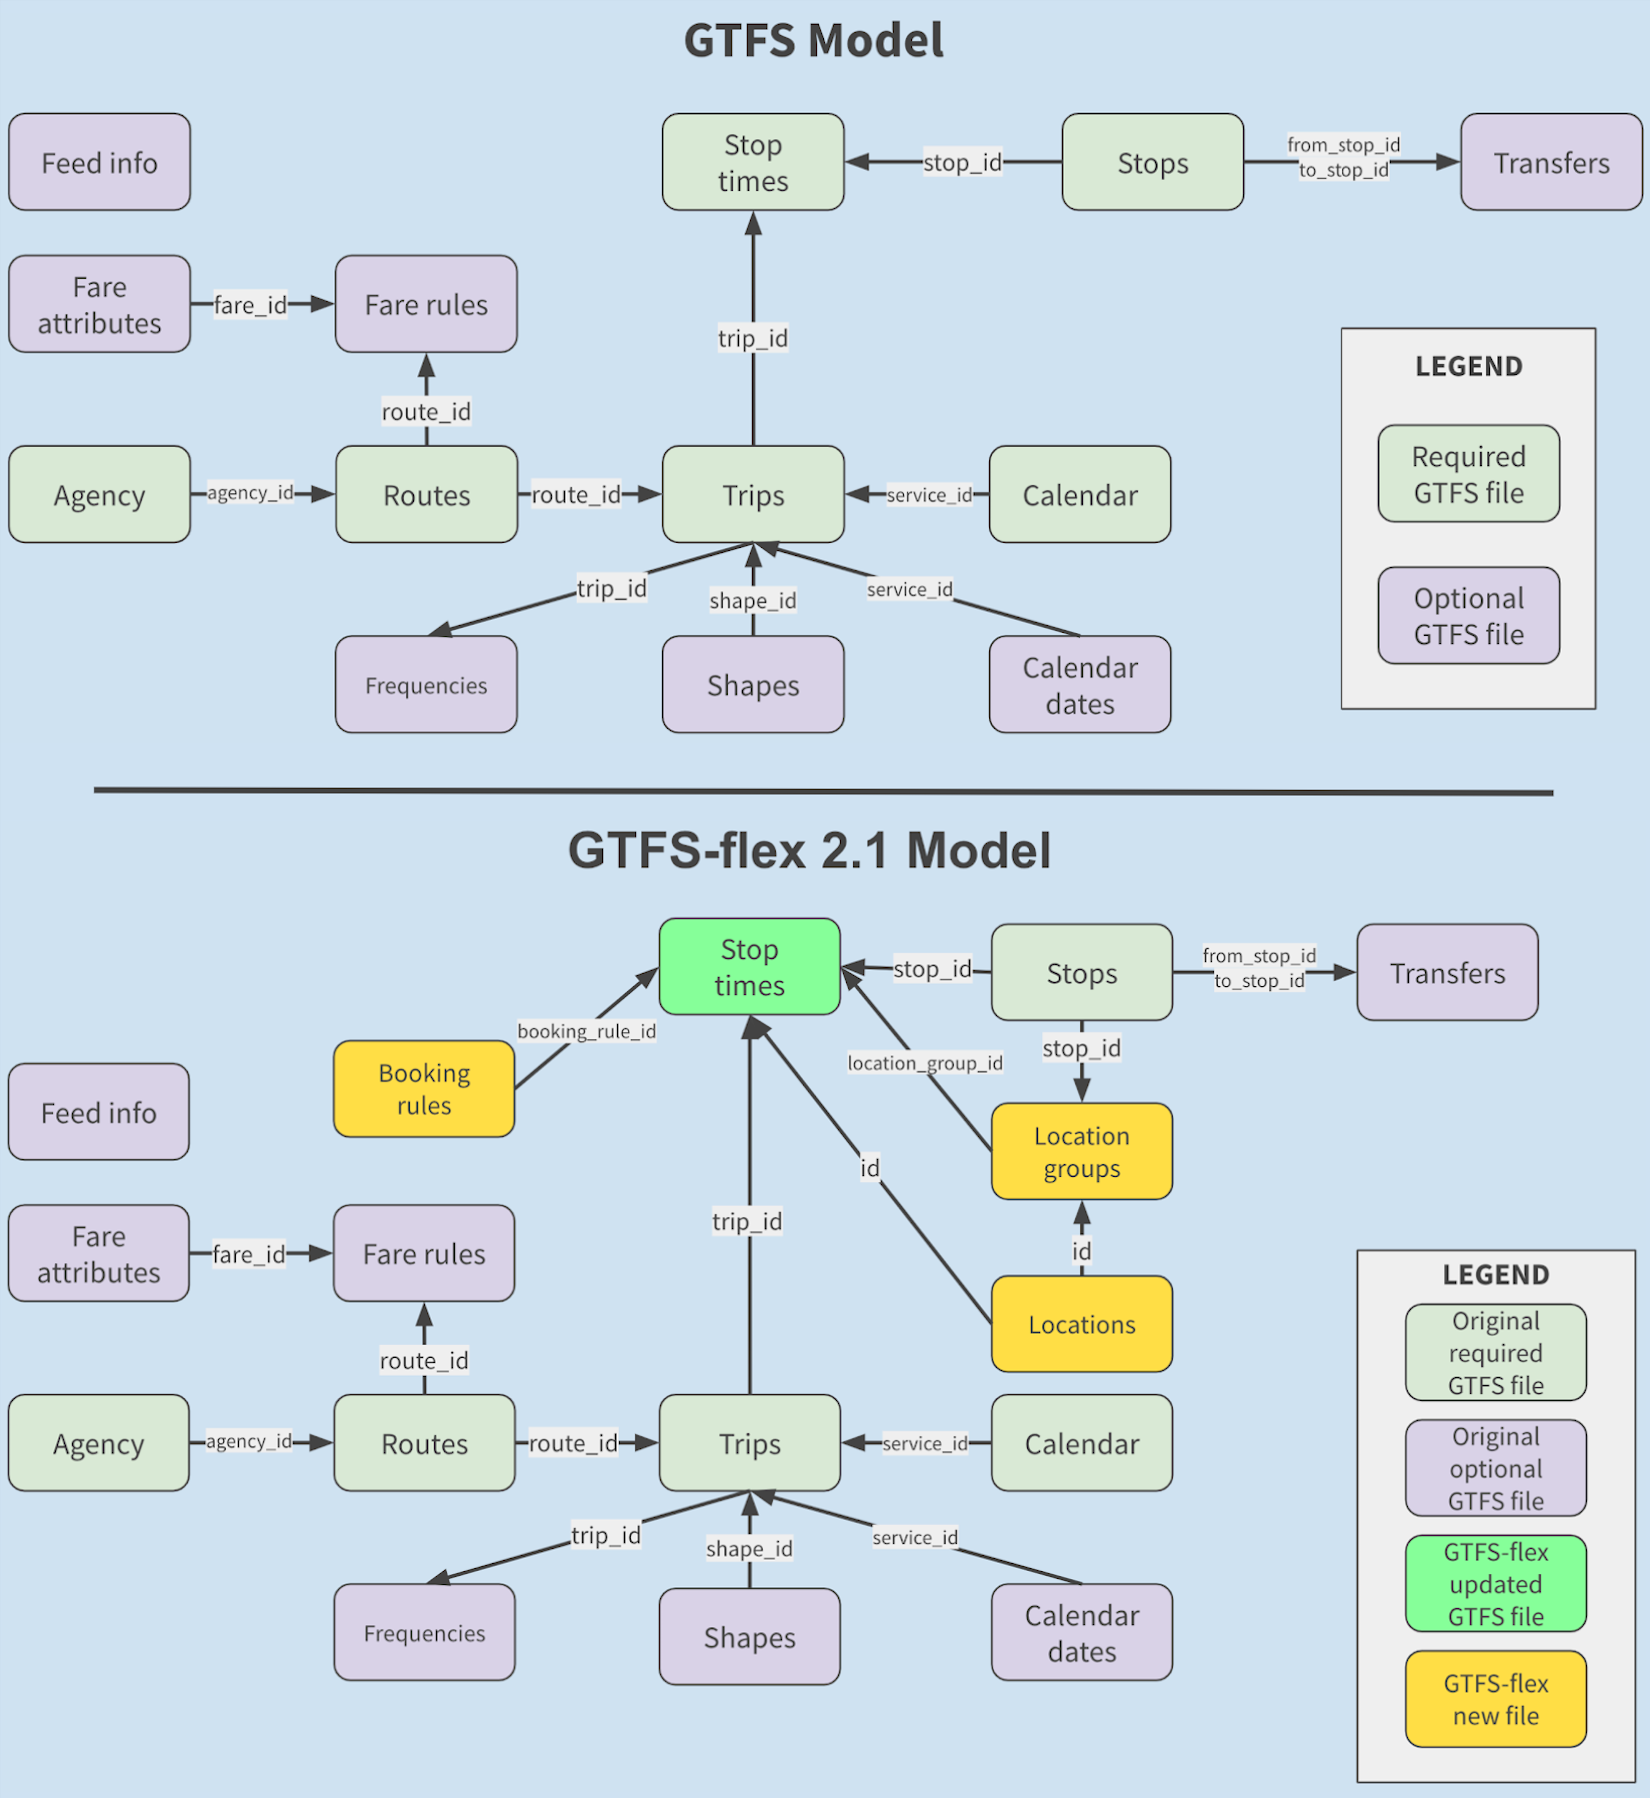 GTFS Model
Feed info
Stop
times
stop_id
Stops
from_stop_id
to_stop_id
Transfers
Fare
attributes
fare_id
Fare rules
trip_id
route_id
Agency
agency_id
Routes
route_id
Trips
service_id
Calendar
trip_id
shape_id
service_id
Frequencies
Shapes
Calendar
dates
LEGEND
Required
GTFS file
Optional
GTFS file
GTFS-flex 2.1 Model
Stop
times
stop_id
Stops
from_stop_id
to_stop_id
Transfers
booking_rule_id
location_group_id
stop_id
Booking
rules
Feed info
Location
groups
id
trip_id
Fare
attributes
fare_id
Fare rules
id
Locations
route_id
Agency
agency_id
Routes
route_id
Trips
service_id
Calendar
trip_id
shape_id
service_id
Frequencies
Shapes
Calendar
dates
LEGEND
Original
required
GTFS file
Original
optional
GTFS file
GTFS-flex
updated
GTFS file
GTFS-flex
new file